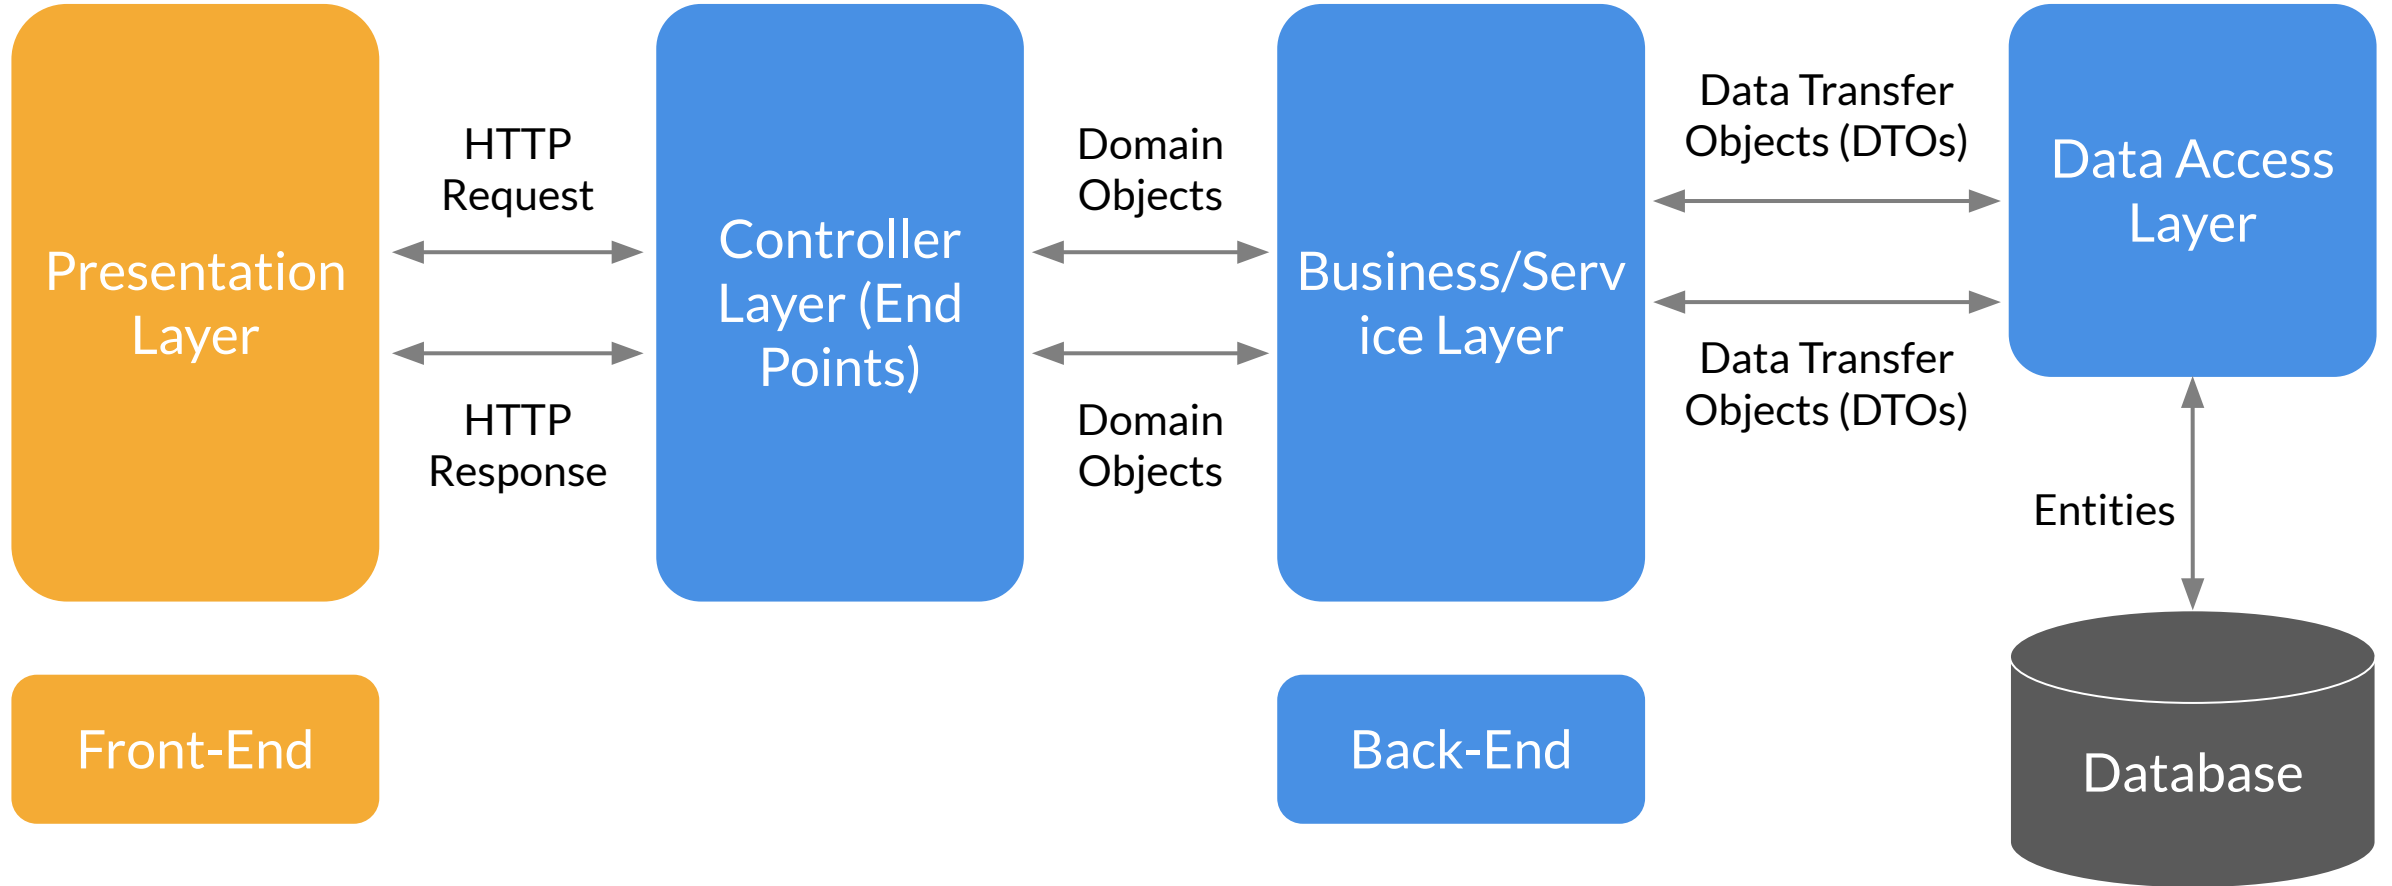 Presentation
Layer
HTTP
Request
HTTP
Response
Controller
Layer (End
Points)
Domain
Objects
Domain
Objects
Business/Serv
ice Layer
Data Transfer
Objects (DTOs)
Data Transfer
Objects (DTOs)
Data Access
Layer
Entities
Front-End
Back-End
Database